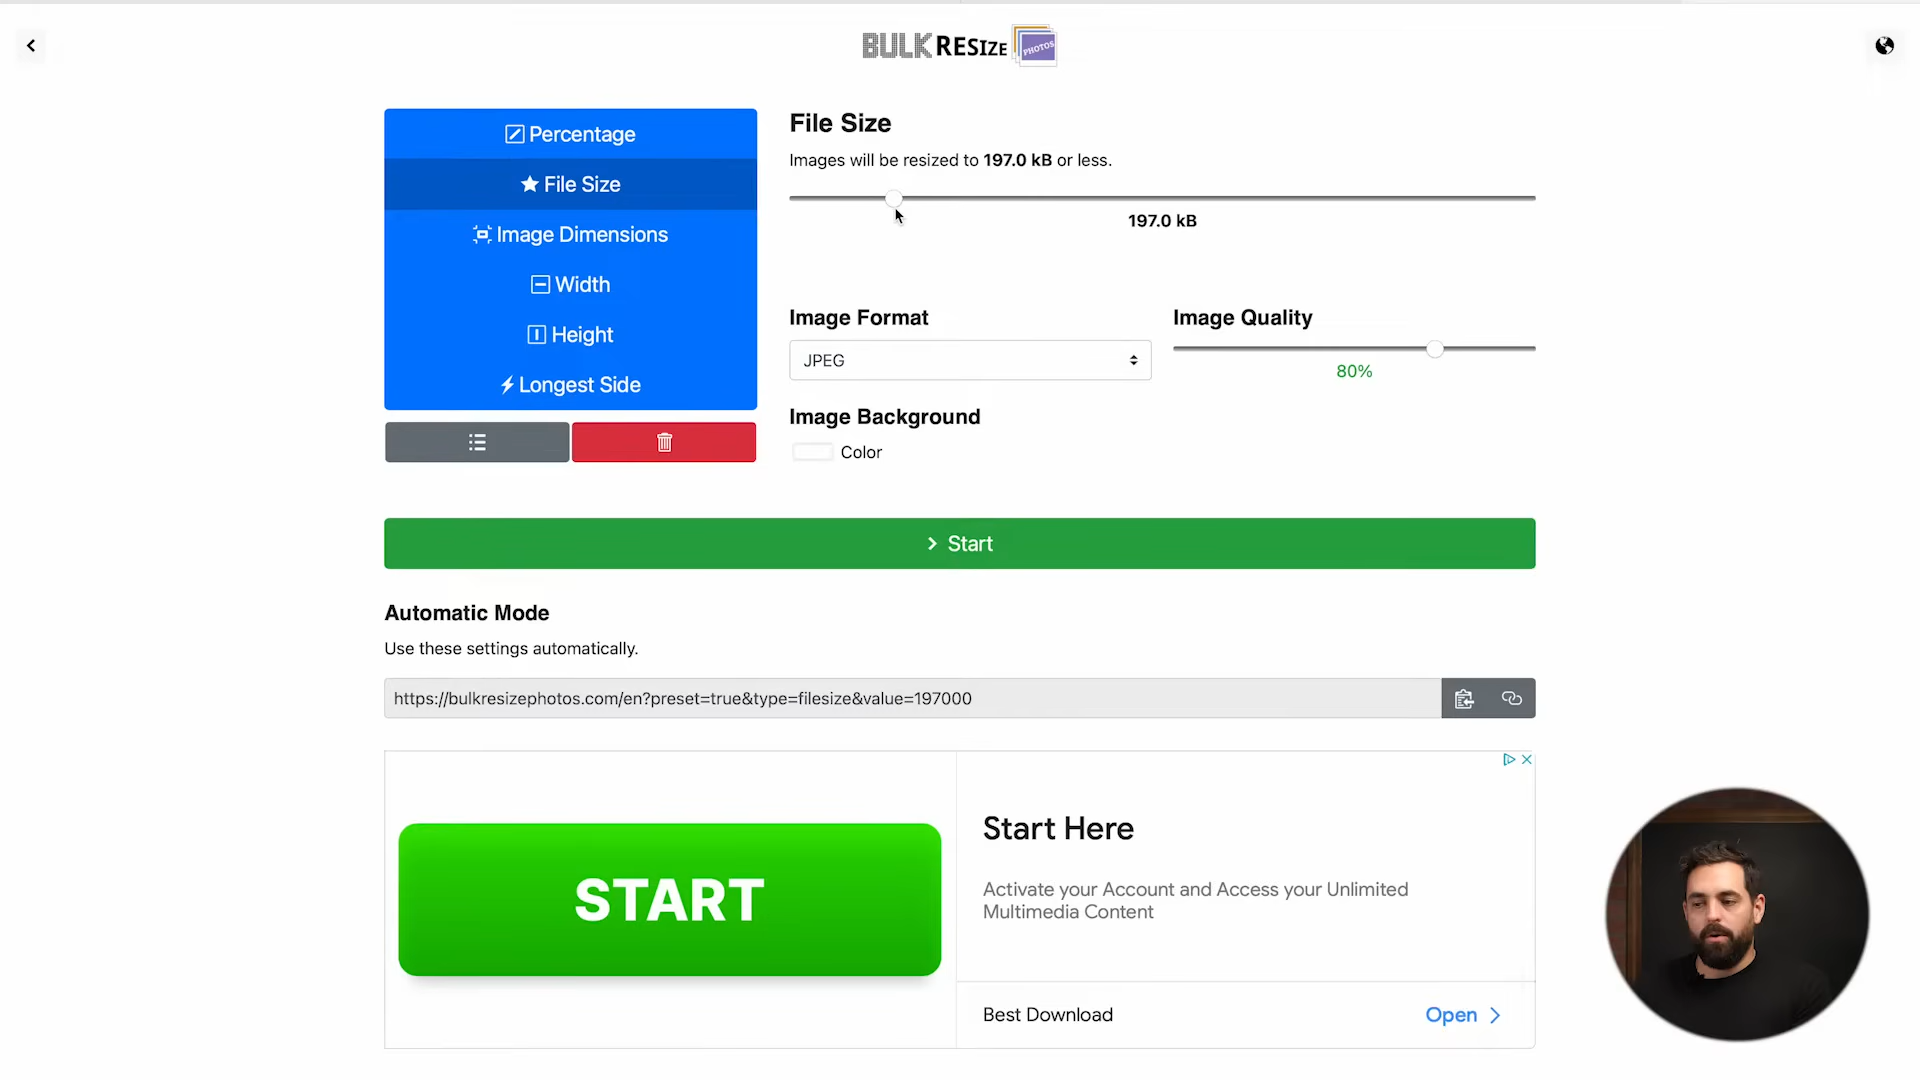 BULK RESIZE PHOTOS
Percentage
File Size
Image Dimensions
Width
Height
Longest Side
File Size
Images will be resized to 197.0 kB or less.
197.0 kB
Image Format
JPEG
Image Quality
80%
Image Background
Color
Start
Automatic Mode
Use these settings automatically.
https://bulkresizephotos.com/en?preset=true&type=filesize&value=197000
START
Start Here
Activate your Account and Access your Unlimited
Multimedia Content
Best Download
Open